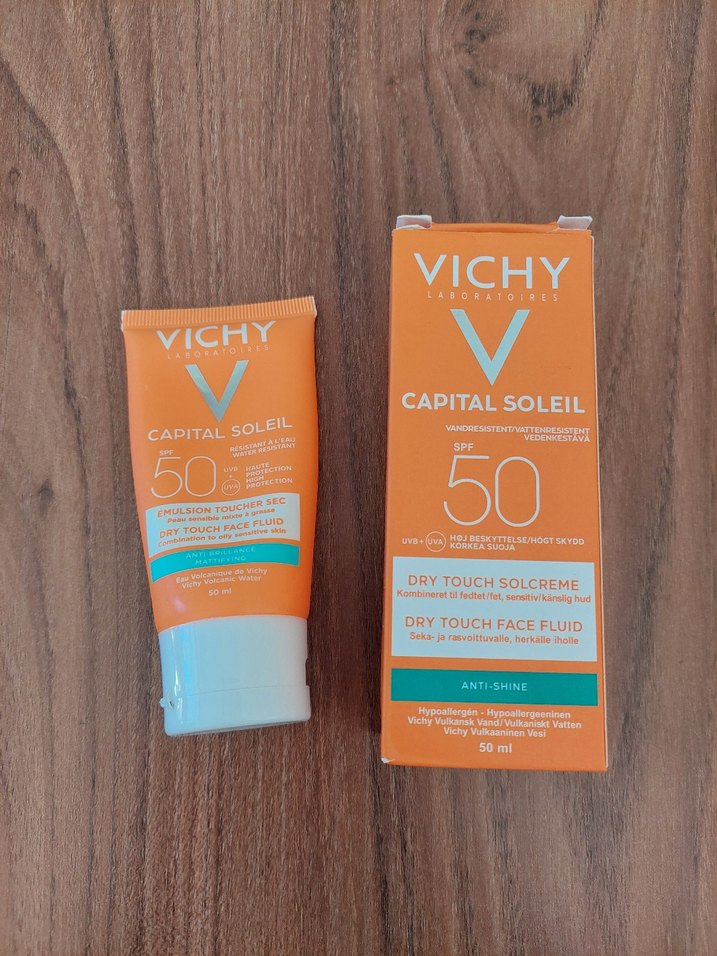 VICHY
LABORATOIRES
V
CAPITAL SOLEIL
RÉSISTANT À L'EAU
WATER RESISTANT
SPF
50
UVB
+
UVA
HAUTE
PROTECTION
HIGH
PROTECTION
ÉMULSION TOUCHER SEC
Peau sensible mixte à grasse
DRY TOUCH FACE FLUID
Combination to oily sensitive skin
ANTI-BRILLANCE
MATTIFYING
Eau Volcanique de Vichy
Vichy Volcanic Water
50 ml
VICHY
LABORATOIRES
V
CAPITAL SOLEIL
VANDRESISTENT/VATTENRESISTENT
VEDENKESTÄVÄ
SPF
50
UVB + UVA
HØJ BESKYTTELSE/HÖGT SKYDD
KORKEA SUOJA
DRY TOUCH SOLCREME
Kombineret til fedtet/fet, sensitiv/känslig hud
DRY TOUCH FACE FLUID
Seka- ja rasvoittuvalle, herkälle iholle
ANTI-SHINE
Hypoallergén - Hypoallergeeninen
Vichy Vulkansk Vand/Vulkaniskt Vatten
Vichy Vulkaaninen Vesi
50 ml